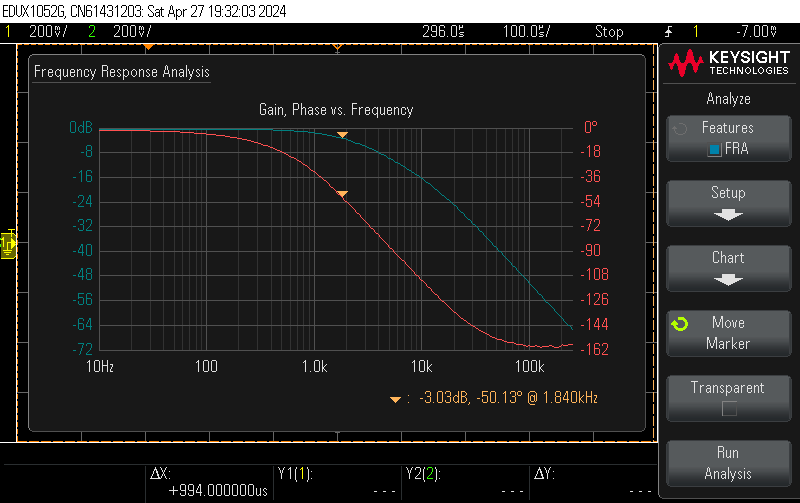 EDUX1052G, CN61431203: Sat Apr 27 19:32:03 2024
1 200V/ 2 200V/ 296.0s 100.0s/ Stop 1 -7.00V
KEYSIGHT
TECHNOLOGIES
Analyze
Features
FRA
Setup
Chart
Move
Marker
Transparent
Run
Analysis
Frequency Response Analysis
Gain, Phase vs. Frequency
0dB 0°
-8 -18
-16 -36
-24 -54
-32 -72
-40 -90
-48 -108
-56 -126
-64 -144
-72 -162
10Hz 100 1.0k 10k 100k
: -3.03dB, -50.13° @ 1.840kHz
ΔX: Y1(1): Y2(2): ΔY:
+994.000000us - - - - - - - - -